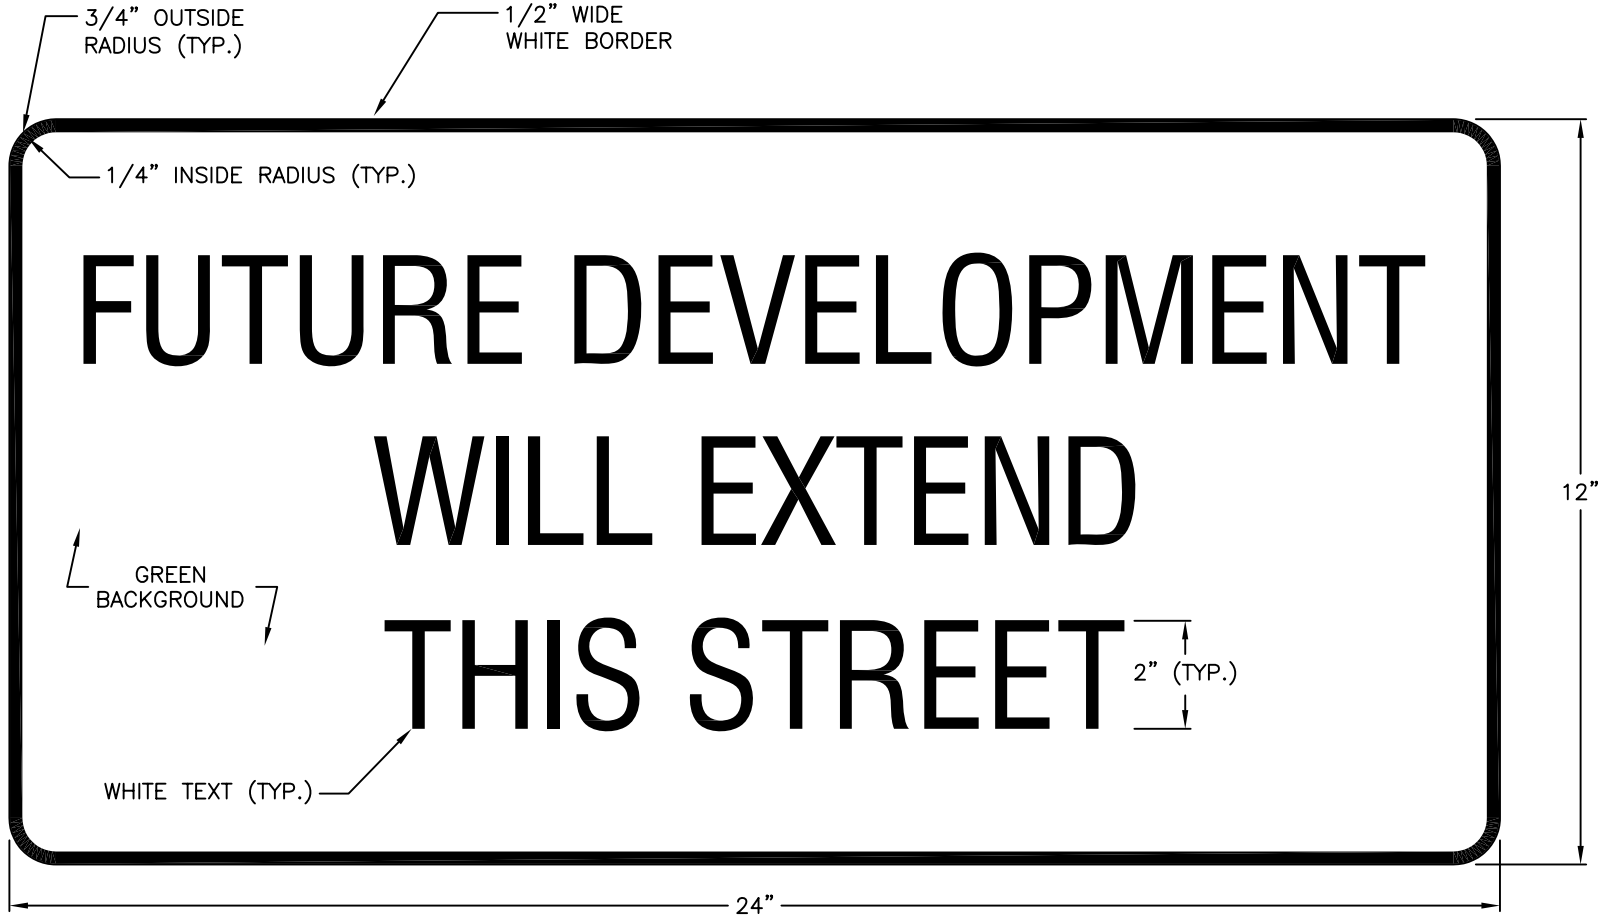 3/4” OUTSIDE
RADIUS (TYP.)
1/2” WIDE
WHITE BORDER
1/4” INSIDE RADIUS (TYP.)
FUTURE DEVELOPMENT
WILL EXTEND
12”
GREEN
BACKGROUND
THIS STREET
2” (TYP.)
WHITE TEXT (TYP.)
24”